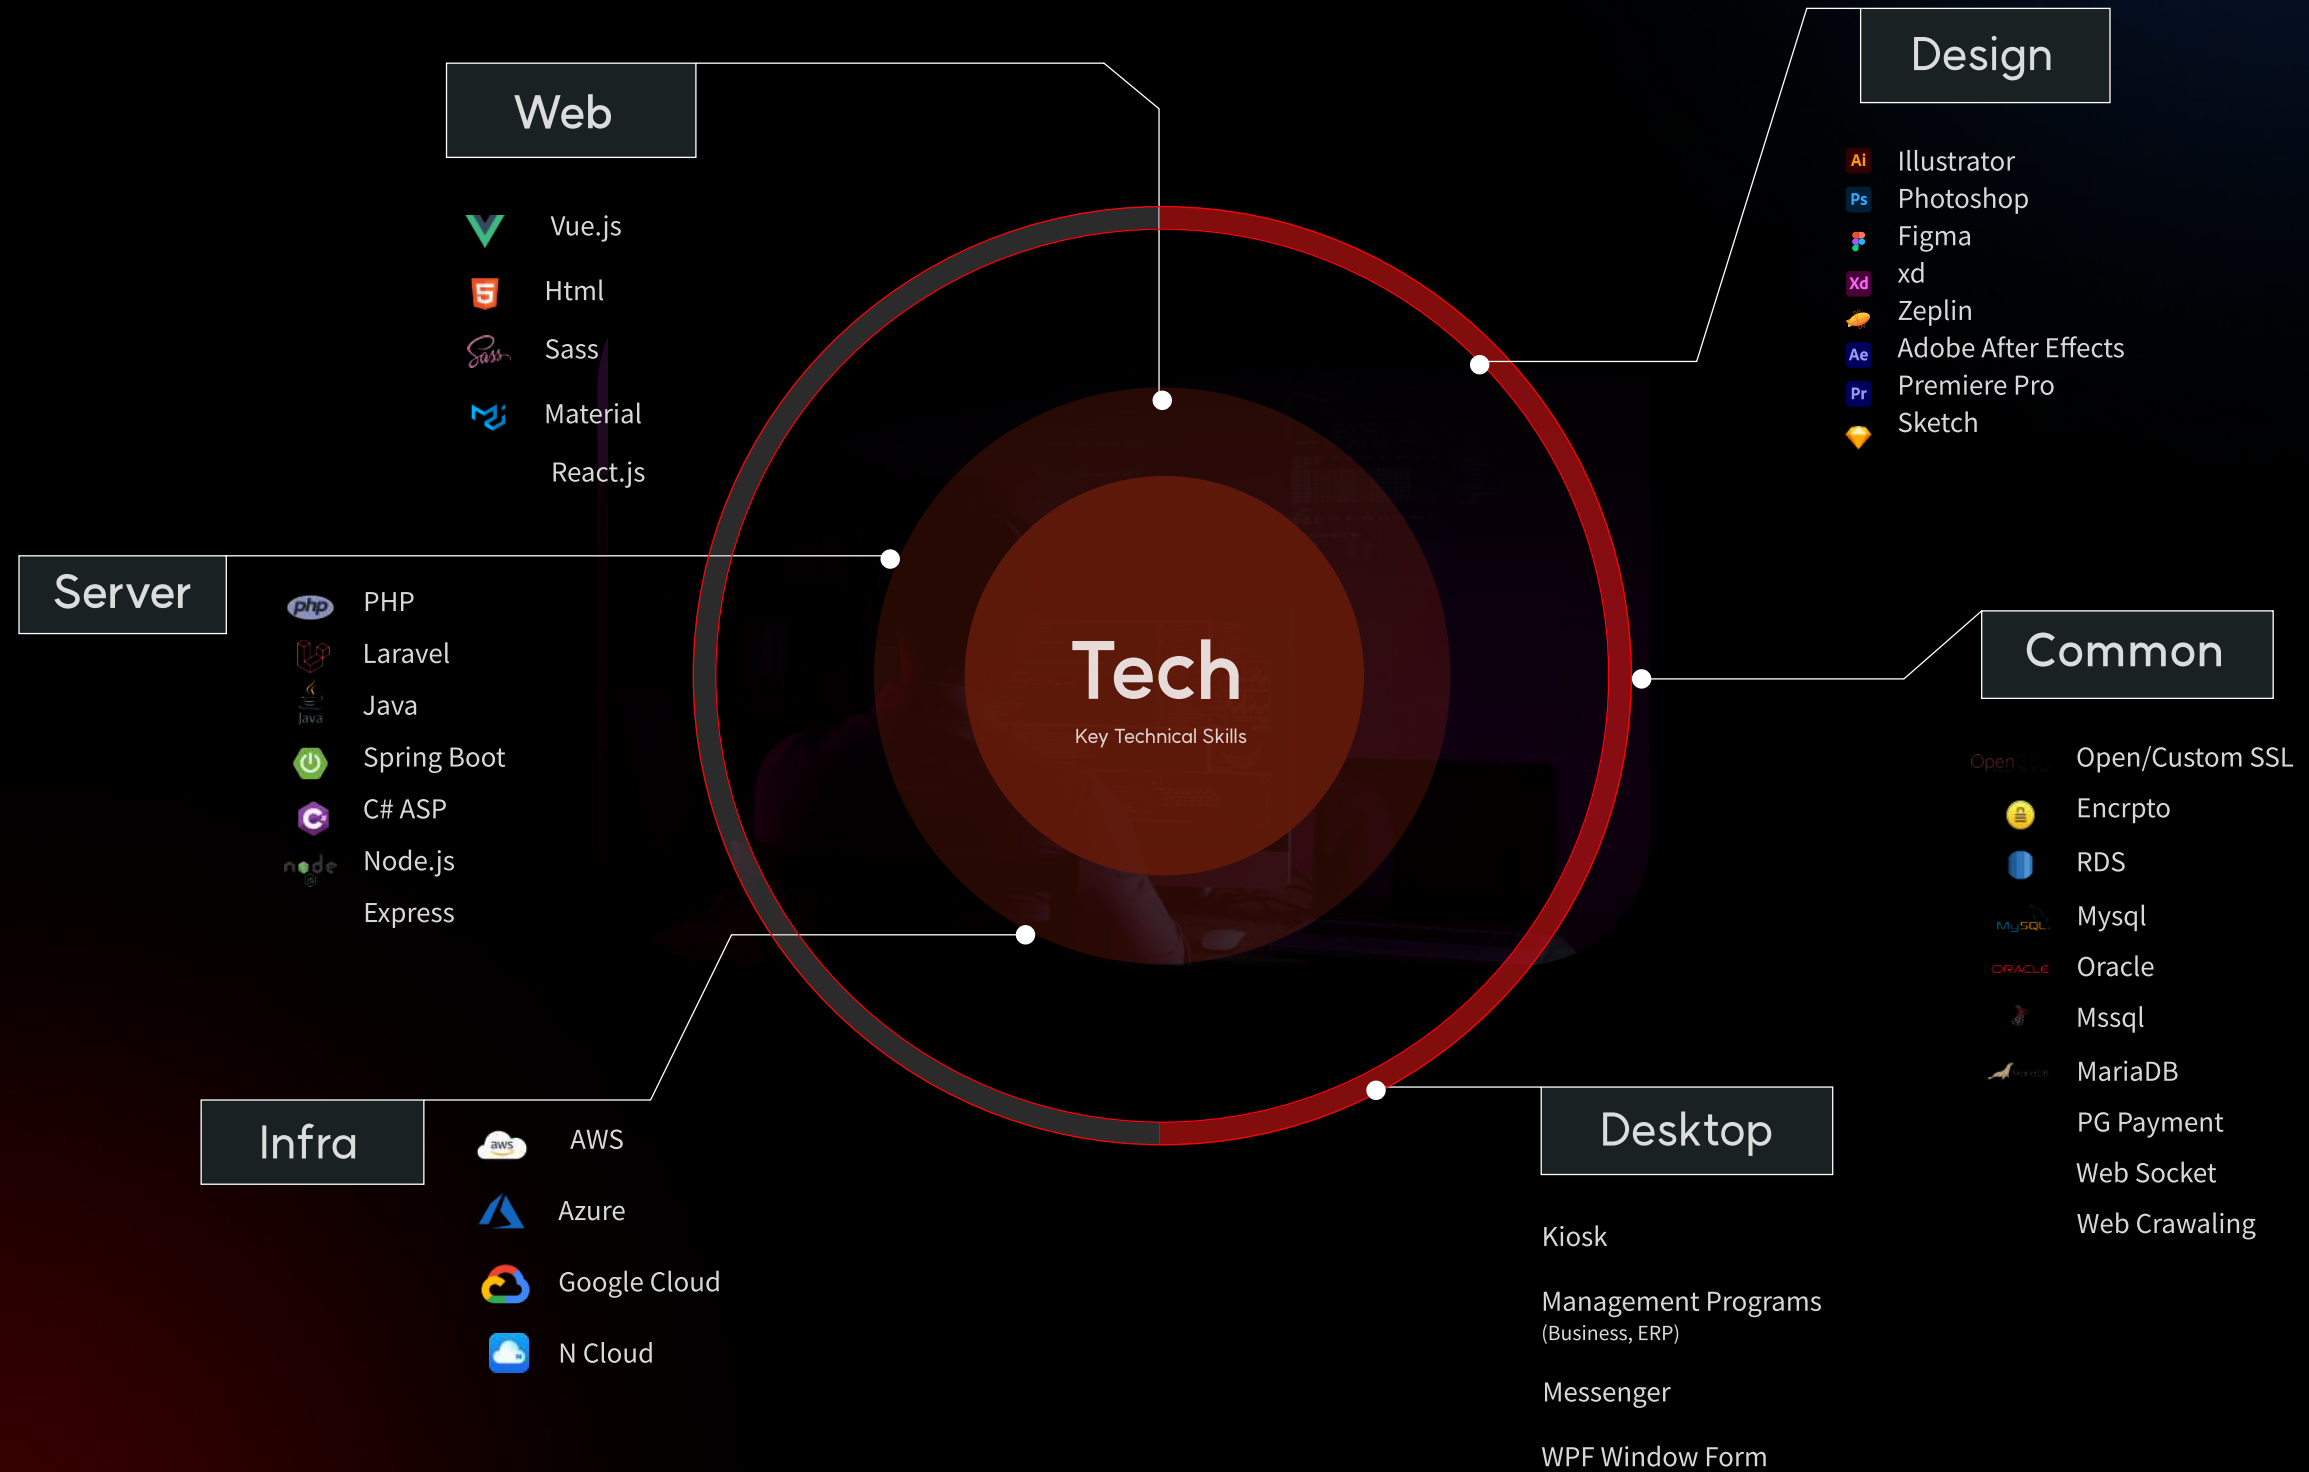 Web
Vue.js
Html
Sass
Sass
Material
React.js
Design
Ai Illustrator
Ps Photoshop
Figma
Xd xd
Zeplin
Ae Adobe After Effects
Pr Premiere Pro
Sketch
Server
php PHP
Laravel
Java Java
Spring Boot
C# ASP
node JS Node.js
Express
Tech
Key Technical Skills
Common
Open Open/Custom SSL
Encrpto
RDS
MySQL Mysql
ORACLE Oracle
Mssql
MariaDB MariaDB
PG Payment
Web Socket
Web Crawaling
Infra
aws AWS
Azure
Google Cloud
N Cloud
Desktop
Kiosk
Management Programs
(Business, ERP)
Messenger
WPF Window Form